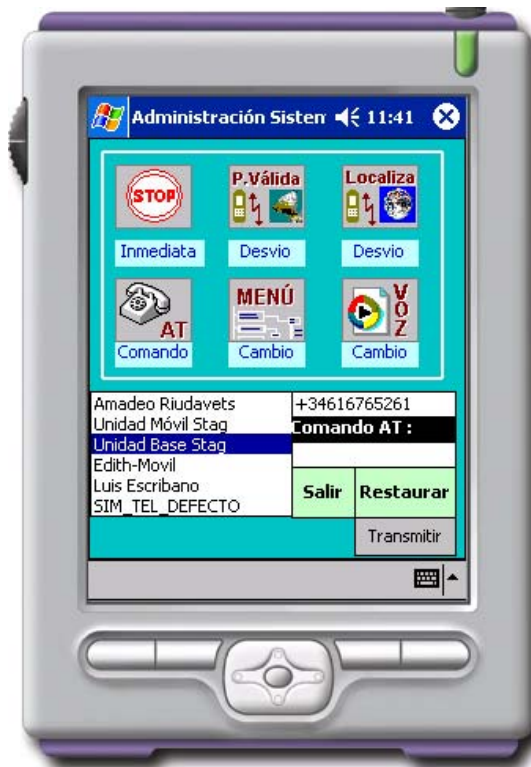 Administración Sisten 11:41
STOP
P.Válida
Localiza
Inmediata
Desvio
Desvio
AT
MENÚ
VOZ
Comando
Cambio
Cambio
Amadeo Riudavets
Unidad Móvil Stag
Unidad Base Stag
Edith-Movil
Luis Escribano
SIM_TEL_DEFECTO
+34616765261
Comando AT :
Salir
Restaurar
Transmitir